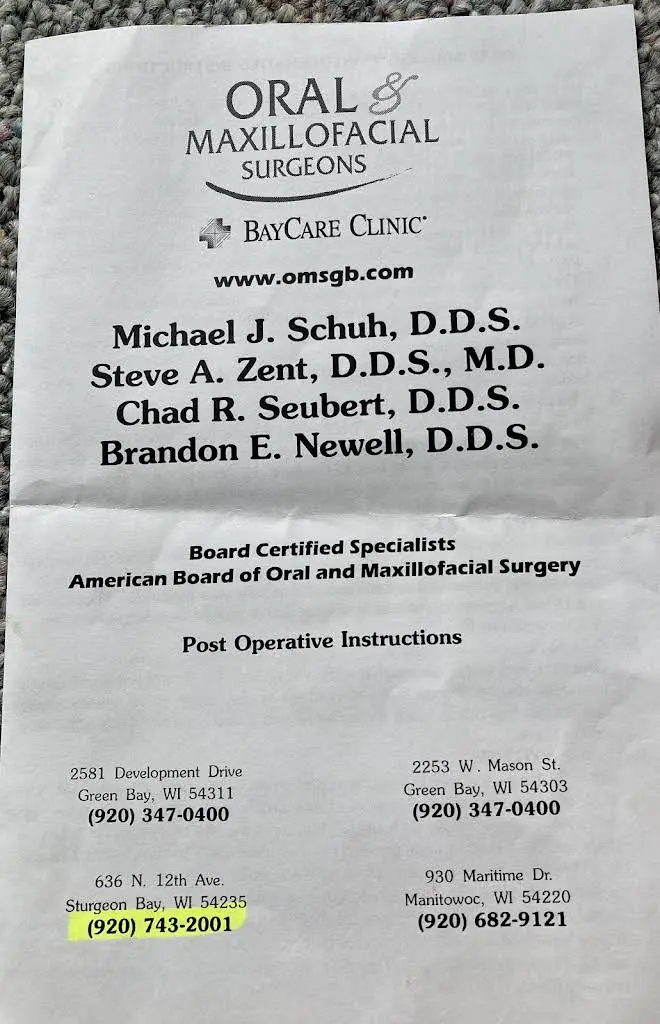 ORAL &
MAXILLOFACIAL
SURGEONS
BAYCARE CLINIC
www.omsgb.com
Michael J. Schuh, D.D.S.
Steve A. Zent, D.D.S., M.D.
Chad R. Seubert, D.D.S.
Brandon E. Newell, D.D.S.
Board Certified Specialists
American Board of Oral and Maxillofacial Surgery
Post Operative Instructions
2581 Development Drive
Green Bay, WI 54311
(920) 347-0400
2253 W. Mason St.
Green Bay, WI 54303
(920) 347-0400
636 N. 12th Ave.
Sturgeon Bay, WI 54235
(920) 743-2001
930 Maritime Dr.
Manitowoc, WI 54220
(920) 682-9121